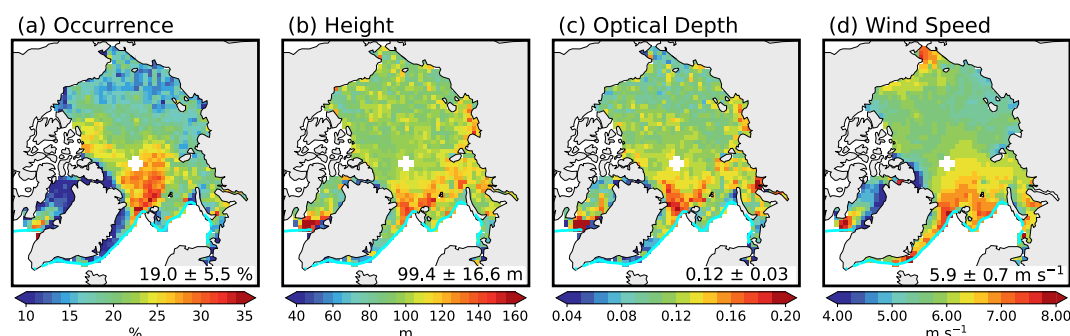 (a) Occurrence
(b) Height
(c) Optical Depth
(d) Wind Speed
19.0 ± 5.5 %
99.4 ± 16.6 m
0.12 ± 0.03
5.9 ± 0.7 m s⁻¹
10 15 20 25 30 35
40 60 80 100 120 140 160
0.04 0.08 0.12 0.16 0.20
4.00 5.00 6.00 7.00 8.00
%
m
m s⁻¹